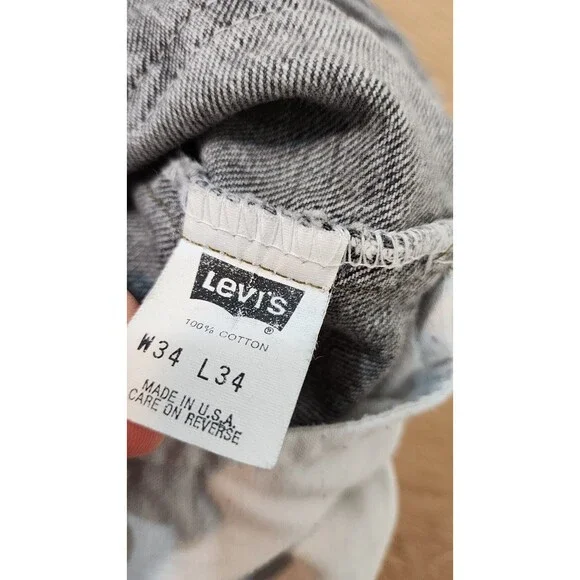 Levi's
®
100% COTTON
W34 L34
MADE IN U.S.A.
CARE ON REVERSE